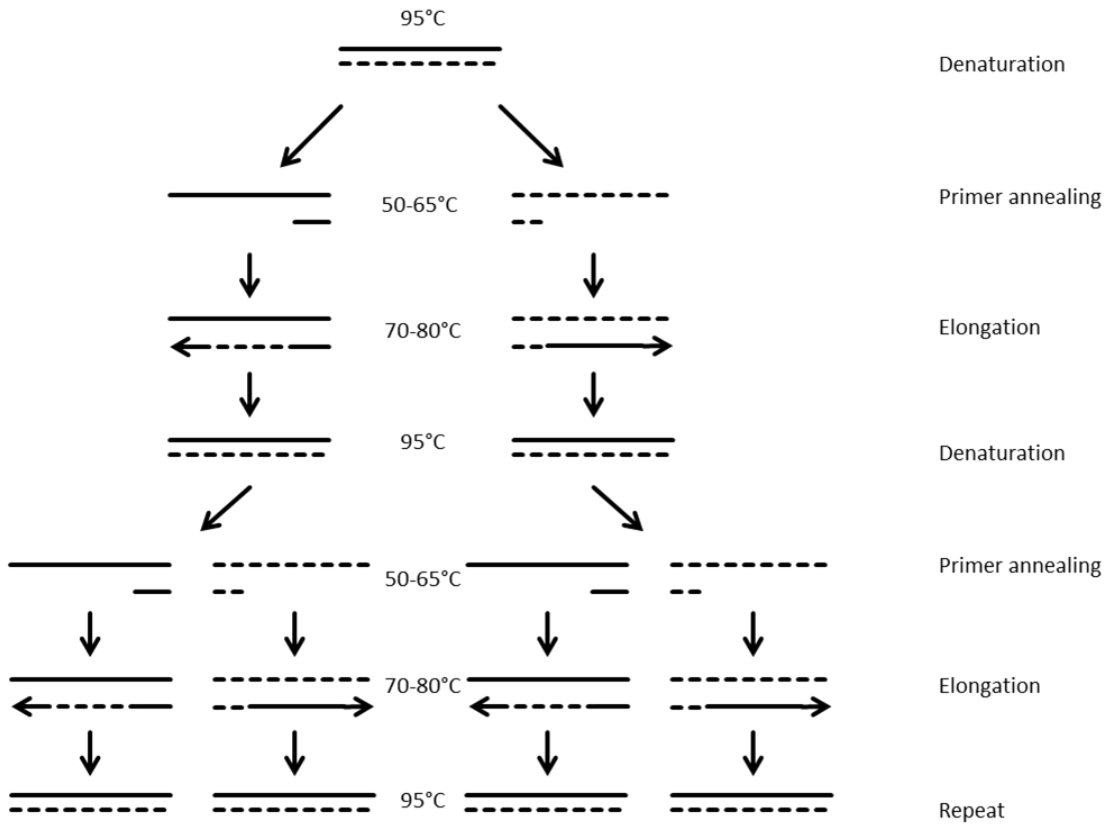 95°C
Denaturation
50-65°C
Primer annealing
70-80°C
Elongation
95°C
Denaturation
50-65°C
Primer annealing
70-80°C
Elongation
95°C
Repeat